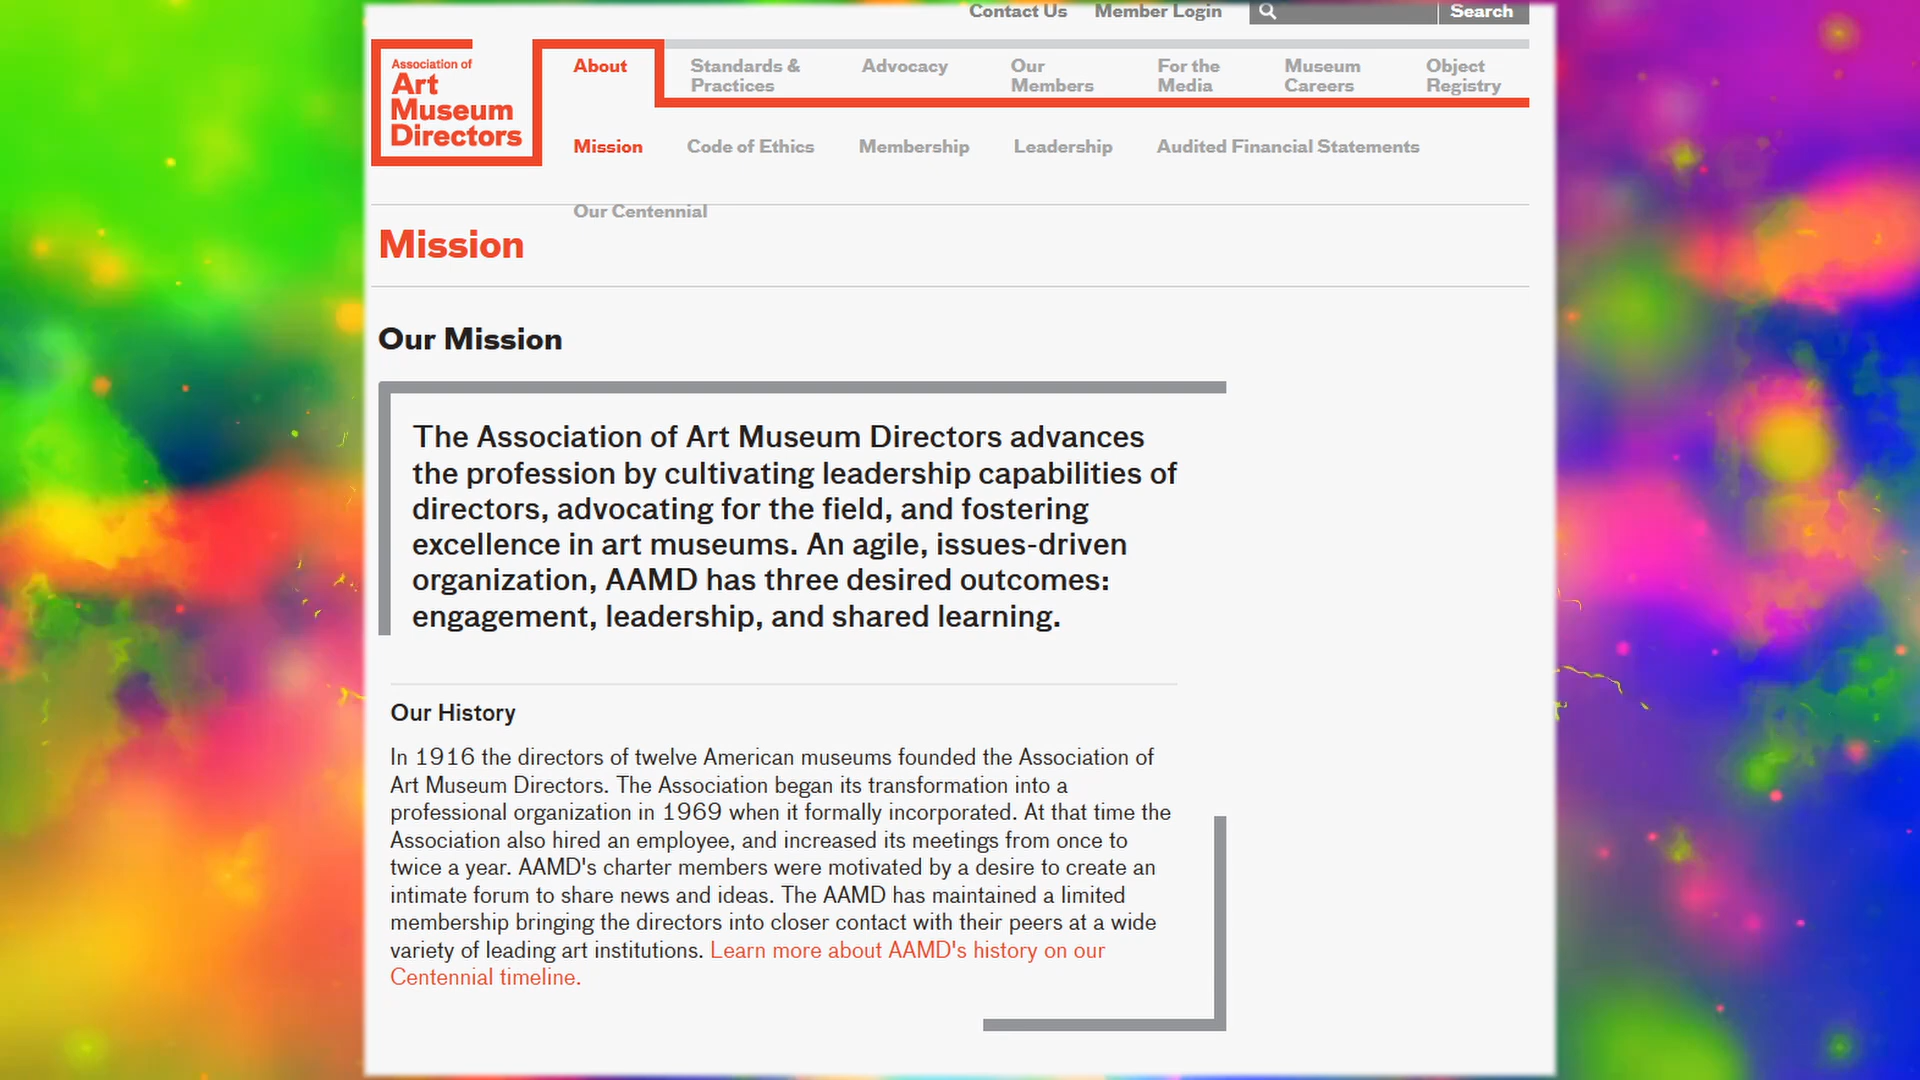 Contact Us Member Login Search
Association of
Art
Museum
Directors
About
Standards &
Practices
Advocacy
Our
Members
For the
Media
Museum
Careers
Object
Registry
Mission Code of Ethics Membership Leadership Audited Financial Statements
Our Centennial
Mission
Our Mission
The Association of Art Museum Directors advances
the profession by cultivating leadership capabilities of
directors, advocating for the field, and fostering
excellence in art museums. An agile, issues-driven
organization, AAMD has three desired outcomes:
engagement, leadership, and shared learning.
Our History
In 1916 the directors of twelve American museums founded the Association of
Art Museum Directors. The Association began its transformation into a
professional organization in 1969 when it formally incorporated. At that time the
Association also hired an employee, and increased its meetings from once to
twice a year. AAMD's charter members were motivated by a desire to create an
intimate forum to share news and ideas. The AAMD has maintained a limited
membership bringing the directors into closer contact with their peers at a wide
variety of leading art institutions. Learn more about AAMD's history on our
Centennial timeline.